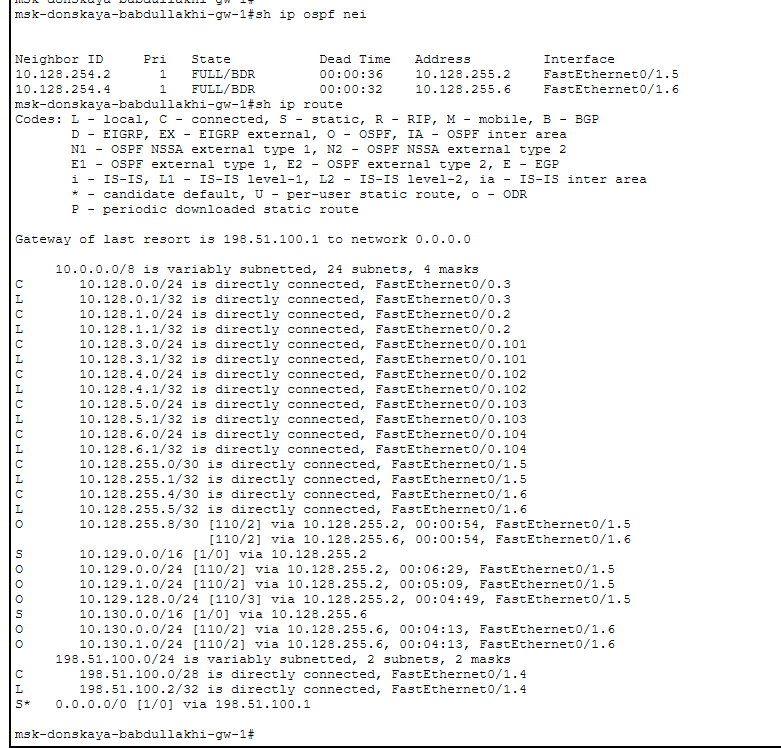 msk-donskaya-babdullakhi-gw-1#
msk-donskaya-babdullakhi-gw-1#sh ip ospf nei
Neighbor ID     Pri   State           Dead Time   Address         Interface
10.128.254.2      1   FULL/BDR        00:00:36    10.128.255.2    FastEthernet0/1.5
10.128.254.4      1   FULL/BDR        00:00:32    10.128.255.6    FastEthernet0/1.6
msk-donskaya-babdullakhi-gw-1#sh ip route
Codes: L - local, C - connected, S - static, R - RIP, M - mobile, B - BGP
       D - EIGRP, EX - EIGRP external, O - OSPF, IA - OSPF inter area
       N1 - OSPF NSSA external type 1, N2 - OSPF NSSA external type 2
       E1 - OSPF external type 1, E2 - OSPF external type 2, E - EGP
       i - IS-IS, L1 - IS-IS level-1, L2 - IS-IS level-2, ia - IS-IS inter area
       * - candidate default, U - per-user static route, o - ODR
       P - periodic downloaded static route
Gateway of last resort is 198.51.100.1 to network 0.0.0.0
     10.0.0.0/8 is variably subnetted, 24 subnets, 4 masks
C       10.128.0.0/24 is directly connected, FastEthernet0/0.3
L       10.128.0.1/32 is directly connected, FastEthernet0/0.3
C       10.128.1.0/24 is directly connected, FastEthernet0/0.2
L       10.128.1.1/32 is directly connected, FastEthernet0/0.2
C       10.128.3.0/24 is directly connected, FastEthernet0/0.101
L       10.128.3.1/32 is directly connected, FastEthernet0/0.101
C       10.128.4.0/24 is directly connected, FastEthernet0/0.102
L       10.128.4.1/32 is directly connected, FastEthernet0/0.102
C       10.128.5.0/24 is directly connected, FastEthernet0/0.103
L       10.128.5.1/32 is directly connected, FastEthernet0/0.103
C       10.128.6.0/24 is directly connected, FastEthernet0/0.104
L       10.128.6.1/32 is directly connected, FastEthernet0/0.104
C       10.128.255.0/30 is directly connected, FastEthernet0/1.5
L       10.128.255.1/32 is directly connected, FastEthernet0/1.5
C       10.128.255.4/30 is directly connected, FastEthernet0/1.6
L       10.128.255.5/32 is directly connected, FastEthernet0/1.6
O       10.128.255.8/30 [110/2] via 10.128.255.2, 00:00:54, FastEthernet0/1.5
                        [110/2] via 10.128.255.6, 00:00:54, FastEthernet0/1.6
S       10.129.0.0/16 [1/0] via 10.128.255.2
O       10.129.0.0/24 [110/2] via 10.128.255.2, 00:06:29, FastEthernet0/1.5
O       10.129.1.0/24 [110/2] via 10.128.255.2, 00:05:09, FastEthernet0/1.5
O       10.129.128.0/24 [110/3] via 10.128.255.2, 00:04:49, FastEthernet0/1.5
S       10.130.0.0/16 [1/0] via 10.128.255.6
O       10.130.0.0/24 [110/2] via 10.128.255.6, 00:04:13, FastEthernet0/1.6
O       10.130.1.0/24 [110/2] via 10.128.255.6, 00:04:13, FastEthernet0/1.6
     198.51.100.0/24 is variably subnetted, 2 subnets, 2 masks
C       198.51.100.0/28 is directly connected, FastEthernet0/1.4
L       198.51.100.2/32 is directly connected, FastEthernet0/1.4
S*   0.0.0.0/0 [1/0] via 198.51.100.1
msk-donskaya-babdullakhi-gw-1#